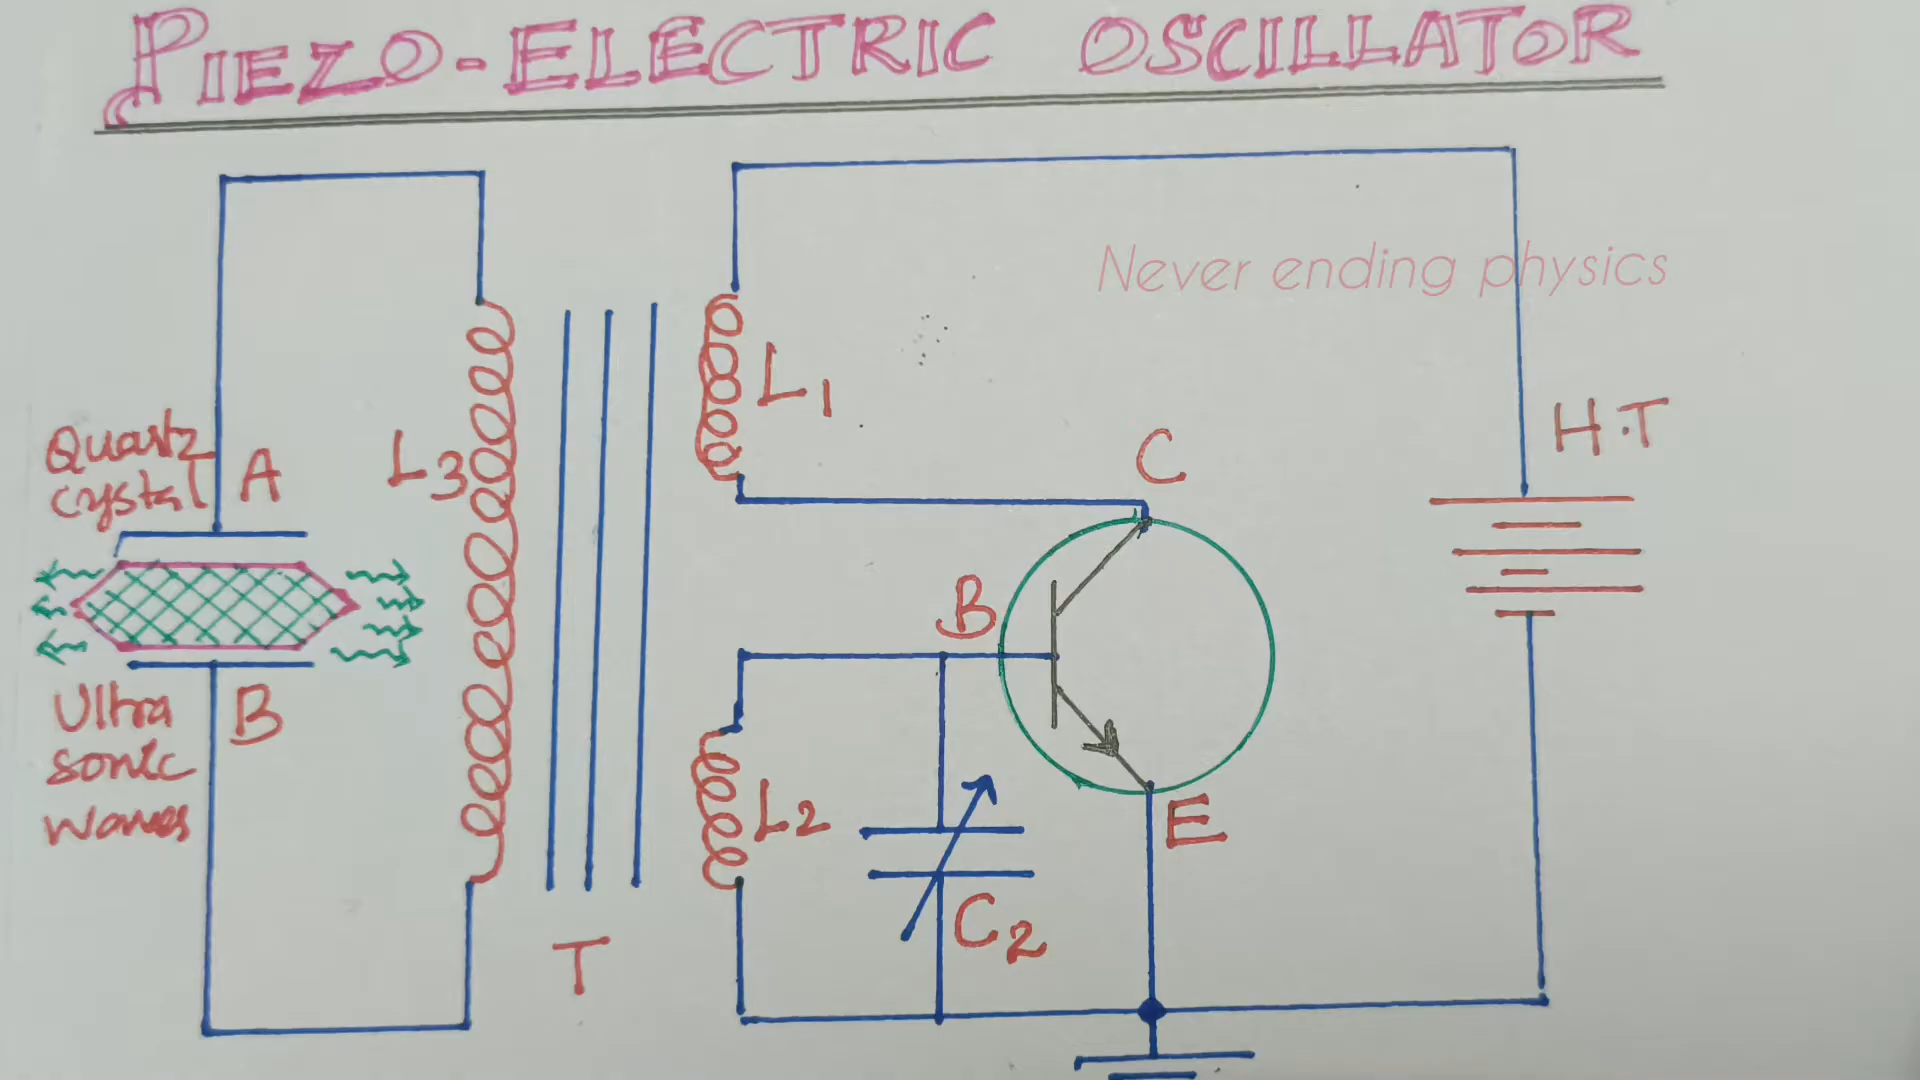 PIEZO-ELECTRIC OSCILLATOR
Never ending physics
L1
H.T
C
Quartz
crystal
A
L3
B
Ultra
sonic
waves
B
L2
E
C2
T